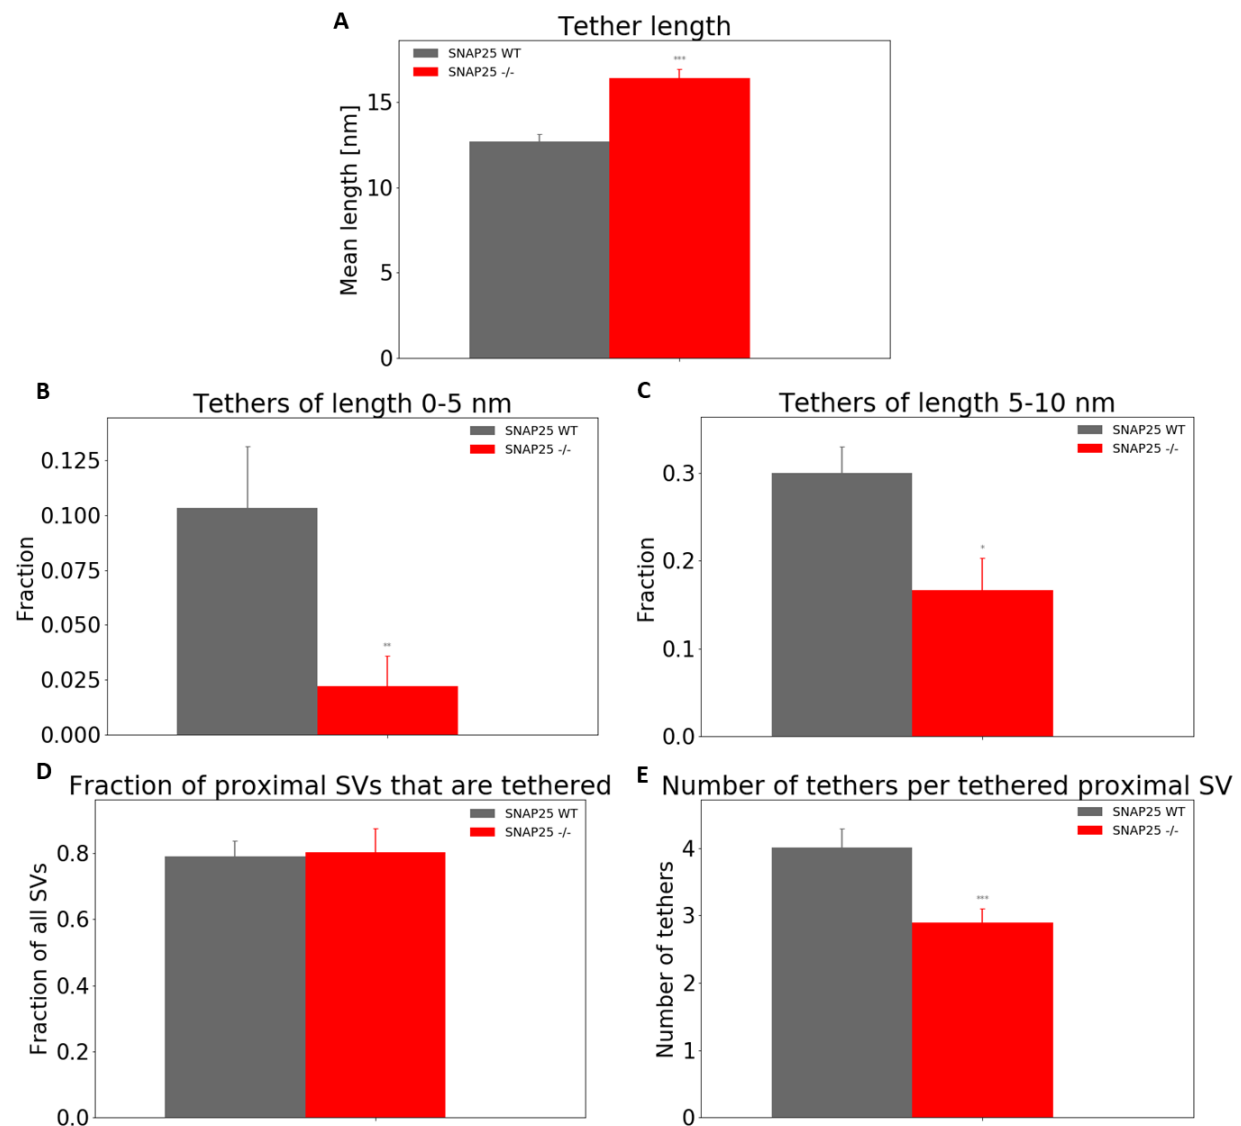 A
Tether length
SNAP25 WT
SNAP25 -/-
***
Mean length [nm]
15
10
5
0
B
Tethers of length 0-5 nm
SNAP25 WT
SNAP25 -/-
**
Fraction
0.125
0.100
0.075
0.050
0.025
0.000
C
Tethers of length 5-10 nm
SNAP25 WT
SNAP25 -/-
*
Fraction
0.3
0.2
0.1
0.0
D
Fraction of proximal SVs that are tethered
SNAP25 WT
SNAP25 -/-
Fraction of all SVs
0.8
0.6
0.4
0.2
0.0
E
Number of tethers per tethered proximal SV
SNAP25 WT
SNAP25 -/-
***
Number of tethers
4
3
2
1
0